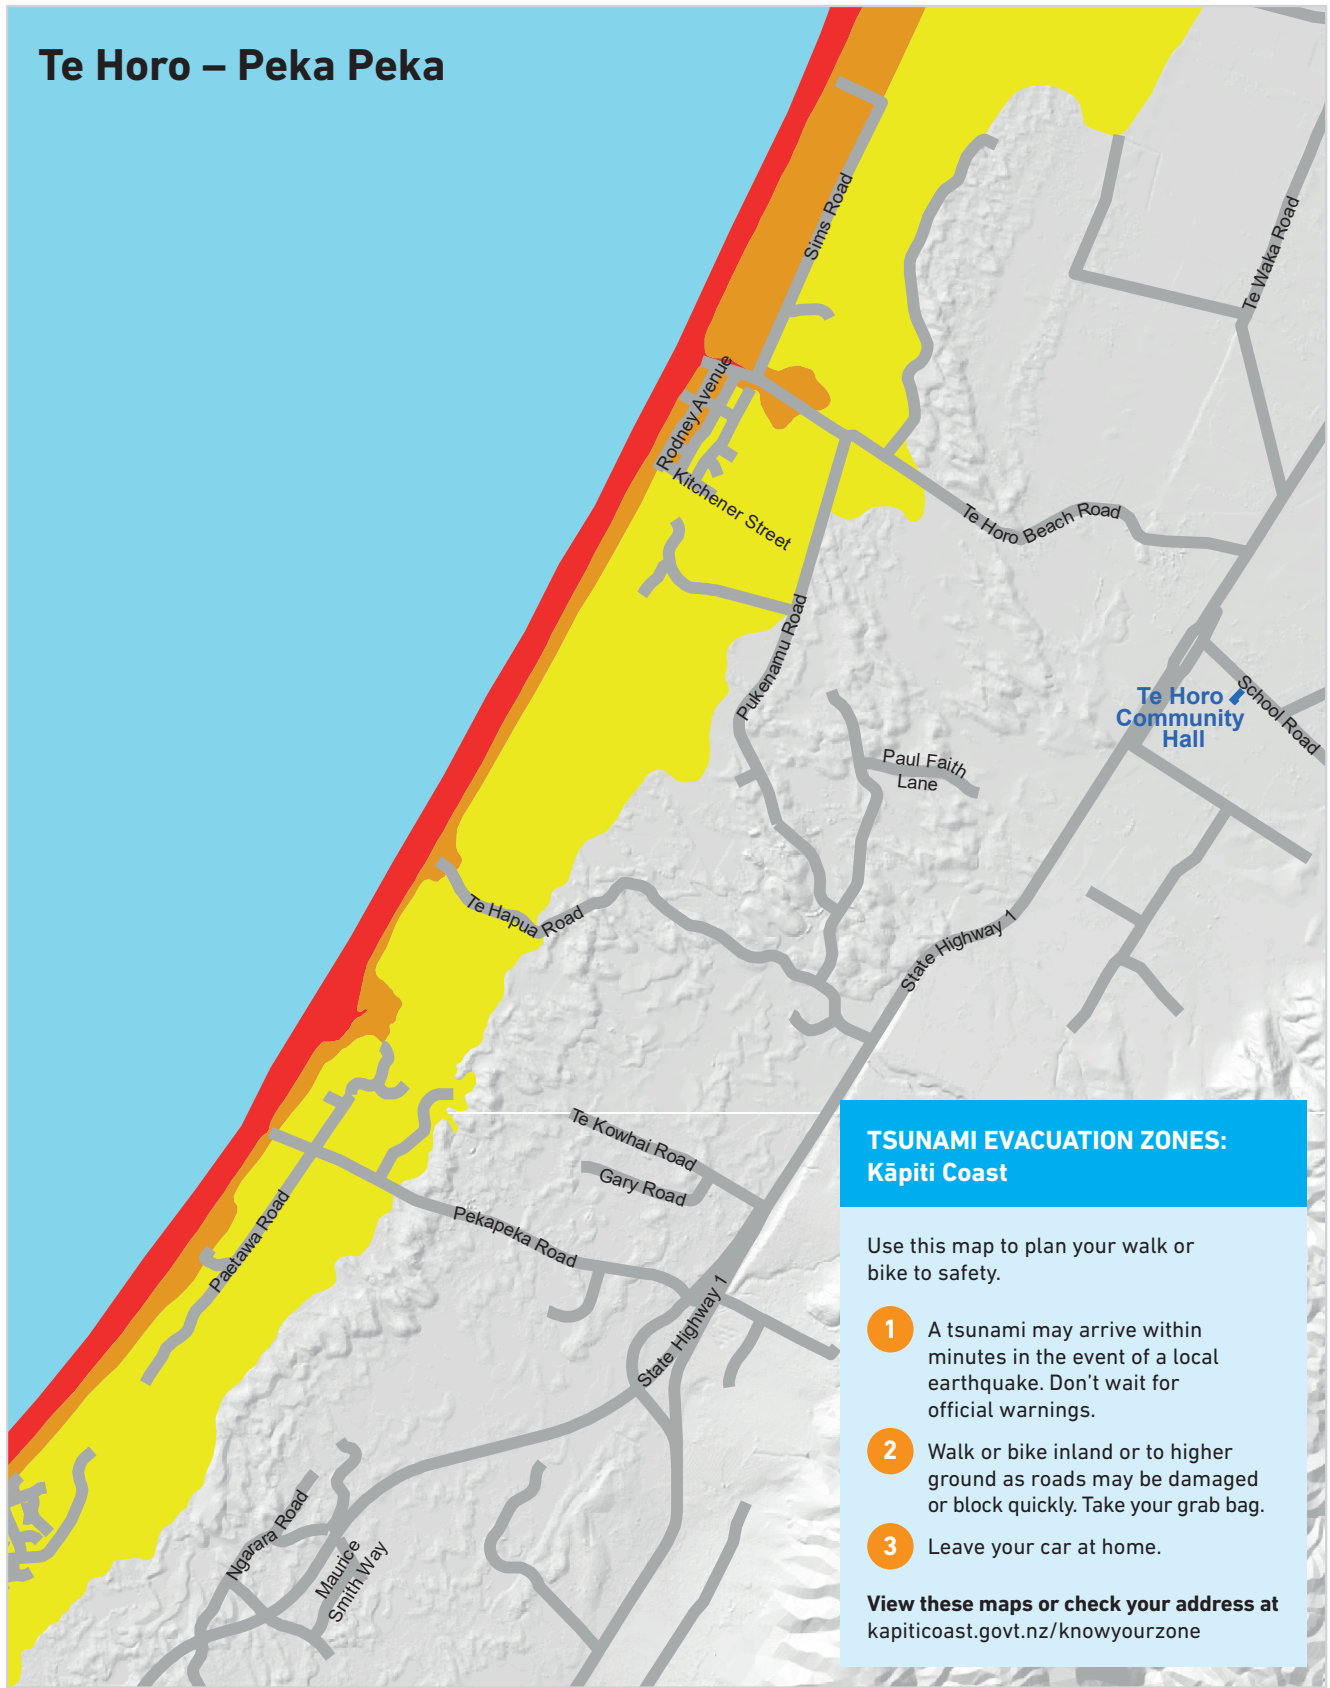 Te Horo – Peka Peka
Sims Road
Te Waka Road
Rodney Avenue
Kitchener Street
Te Horo Beach Road
Pukenamu Road
School Road
Te Horo
Community
Hall
Paul Faith
Lane
Te Hapua Road
State Highway 1
Te Kowhai Road
Gary Road
Pekapeka Road
Paetawa Road
State Highway 1
Ngarara Road
Maurice
Smith Way
TSUNAMI EVACUATION ZONES:
Kāpiti Coast
Use this map to plan your walk or
bike to safety.
1 A tsunami may arrive within
minutes in the event of a local
earthquake. Don't wait for
official warnings.
2 Walk or bike inland or to higher
ground as roads may be damaged
or block quickly. Take your grab bag.
3 Leave your car at home.
View these maps or check your address at
kapiticoast.govt.nz/knowyourzone